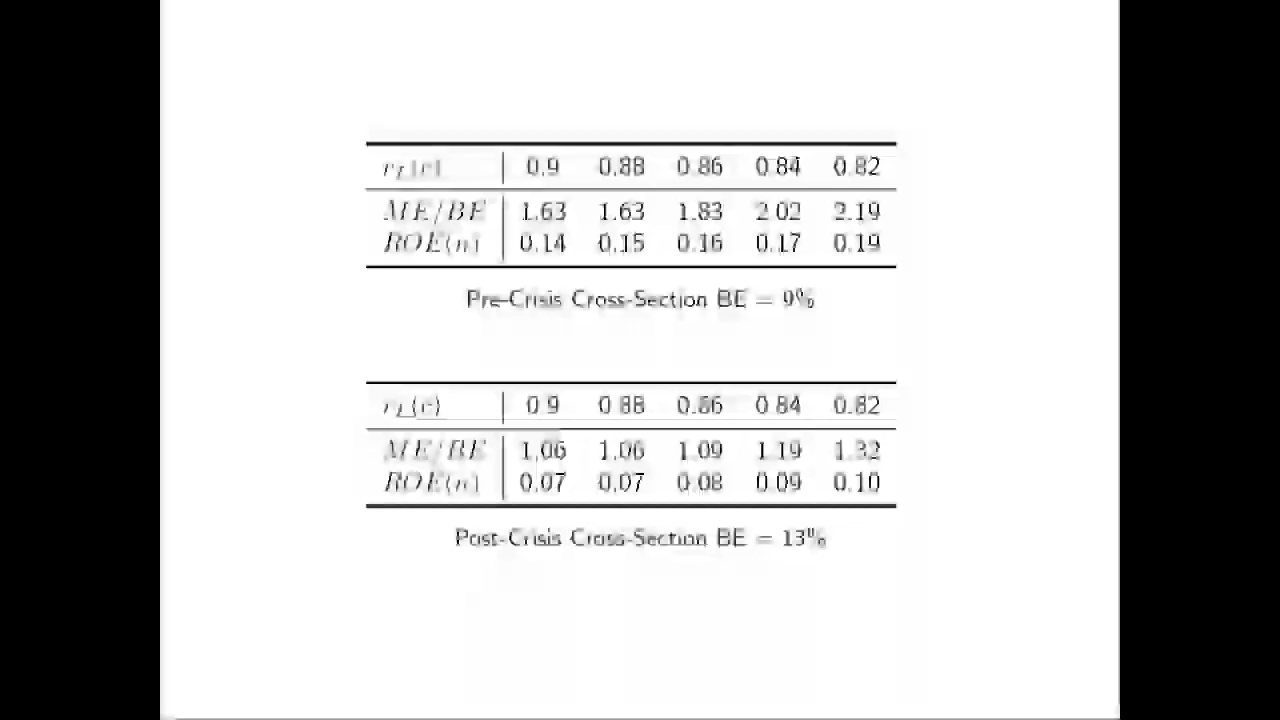 r_L(c) 0.9 0.88 0.86 0.84 0.82
ME/BE 1.63 1.63 1.83 2.02 2.19
ROE(n) 0.14 0.15 0.16 0.17 0.19
Pre-Crisis Cross-Section BE = 9%
r_L(c) 0.9 0.88 0.86 0.84 0.82
ME/BE 1.06 1.06 1.09 1.19 1.32
ROE(n) 0.07 0.07 0.08 0.09 0.10
Post-Crisis Cross-Section BE = 13%